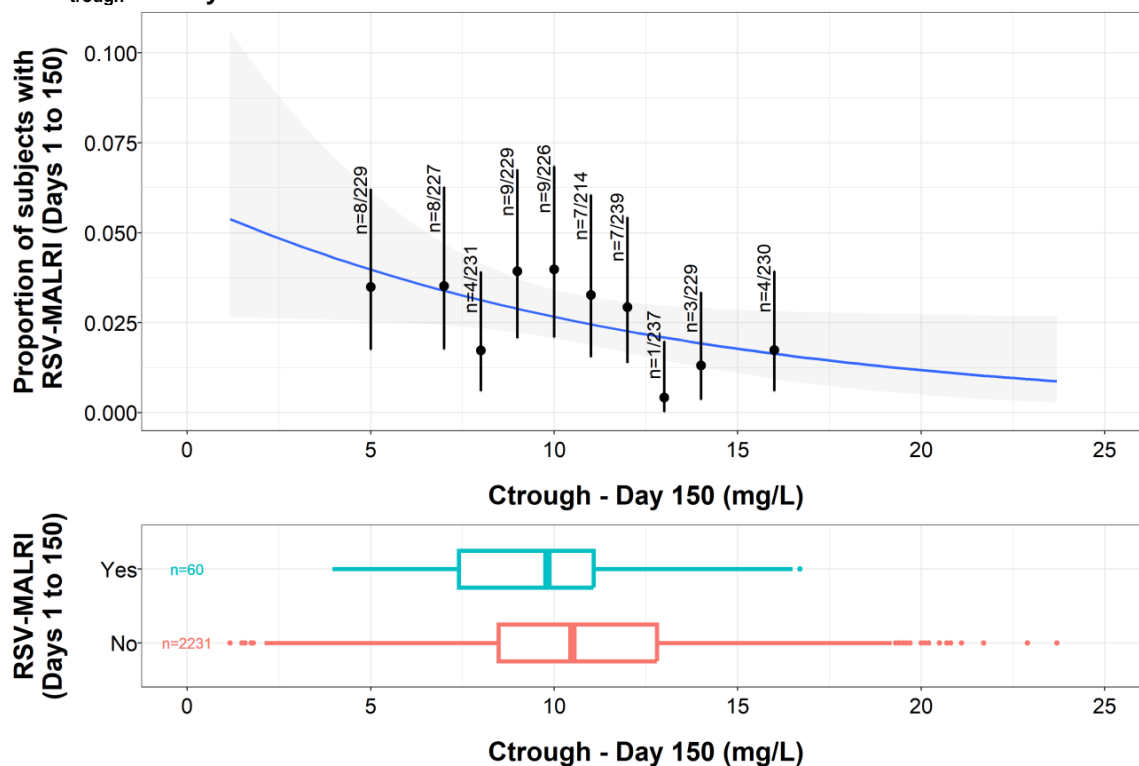 trough
Proportion of subjects with
RSV-MALRI (Days 1 to 150)
0.100
0.075
0.050
0.025
0.000
n=8/229
n=8/227
n=4/231
n=9/229
n=9/226
n=7/214
n=7/239
n=1/237
n=3/229
n=4/230
0 5 10 15 20 25
Ctrough - Day 150 (mg/L)
RSV-MALRI
(Days 1 to 150)
Yes
n=60
No
n=2231
0 5 10 15 20 25
Ctrough - Day 150 (mg/L)